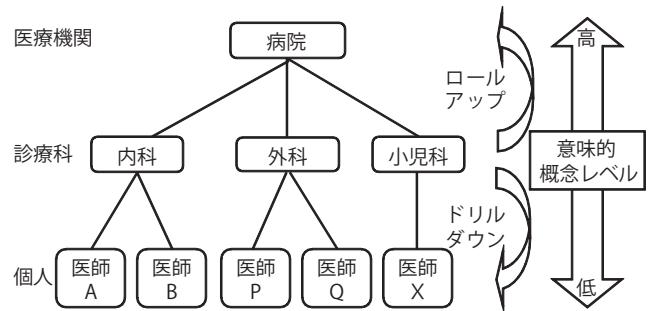 医療機関
病院
高
ロール
アップ
診療科
内科
外科
小児科
意味的
概念レベル
ドリル
ダウン
個人
医師
A
医師
B
医師
P
医師
Q
医師
X
低